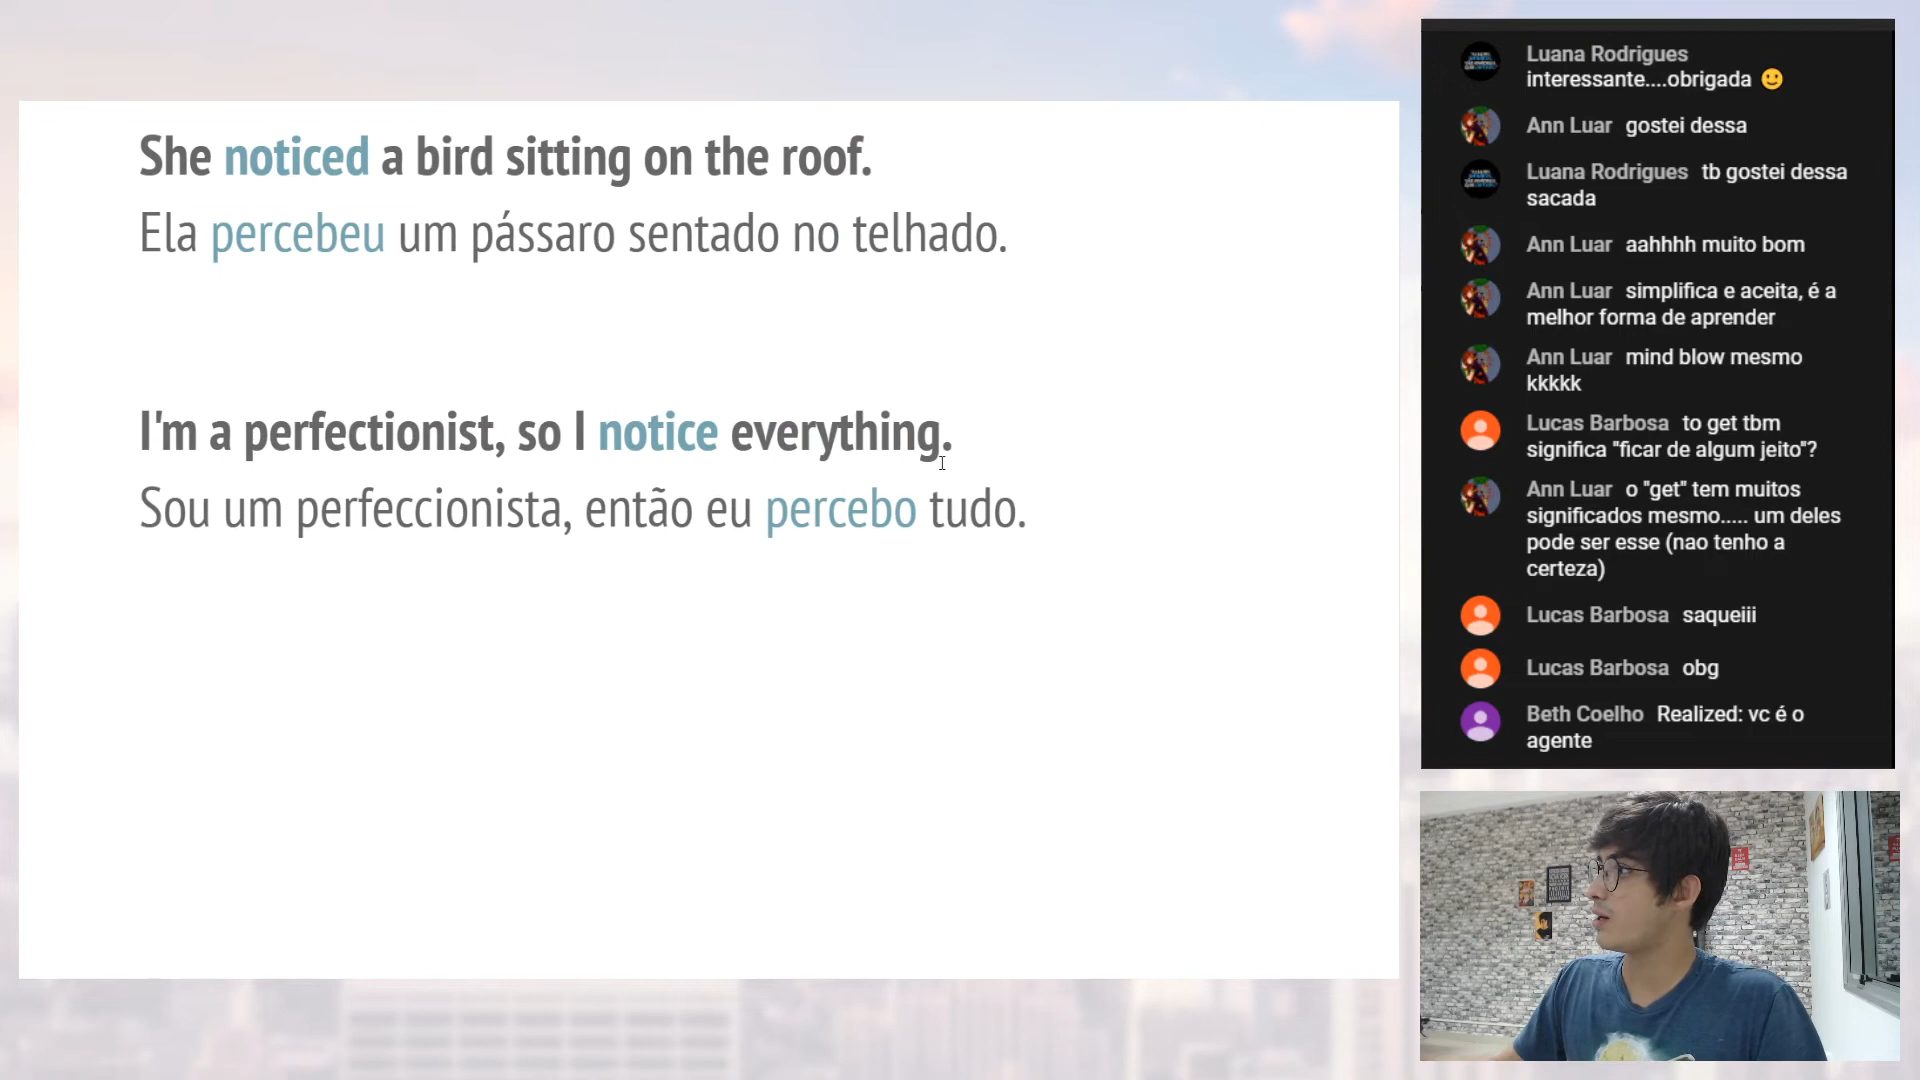 She noticed a bird sitting on the roof.
Ela percebeu um pássaro sentado no telhado.
I'm a perfectionist, so I notice everything.
Sou um perfeccionista, então eu percebo tudo.
Luana Rodrigues
interessante....obrigada 🙂
Ann Luar gostei dessa
Luana Rodrigues tb gostei dessa
sacada
Ann Luar aahhhh muito bom
Ann Luar simplifica e aceita, é a
melhor forma de aprender
Ann Luar mind blow mesmo
kkkkk
Lucas Barbosa to get tbm
significa "ficar de algum jeito"?
Ann Luar o "get" tem muitos
significados mesmo..... um deles
pode ser esse (nao tenho a
certeza)
Lucas Barbosa saqueiii
Lucas Barbosa obg
Beth Coelho Realized: vc é o
agente